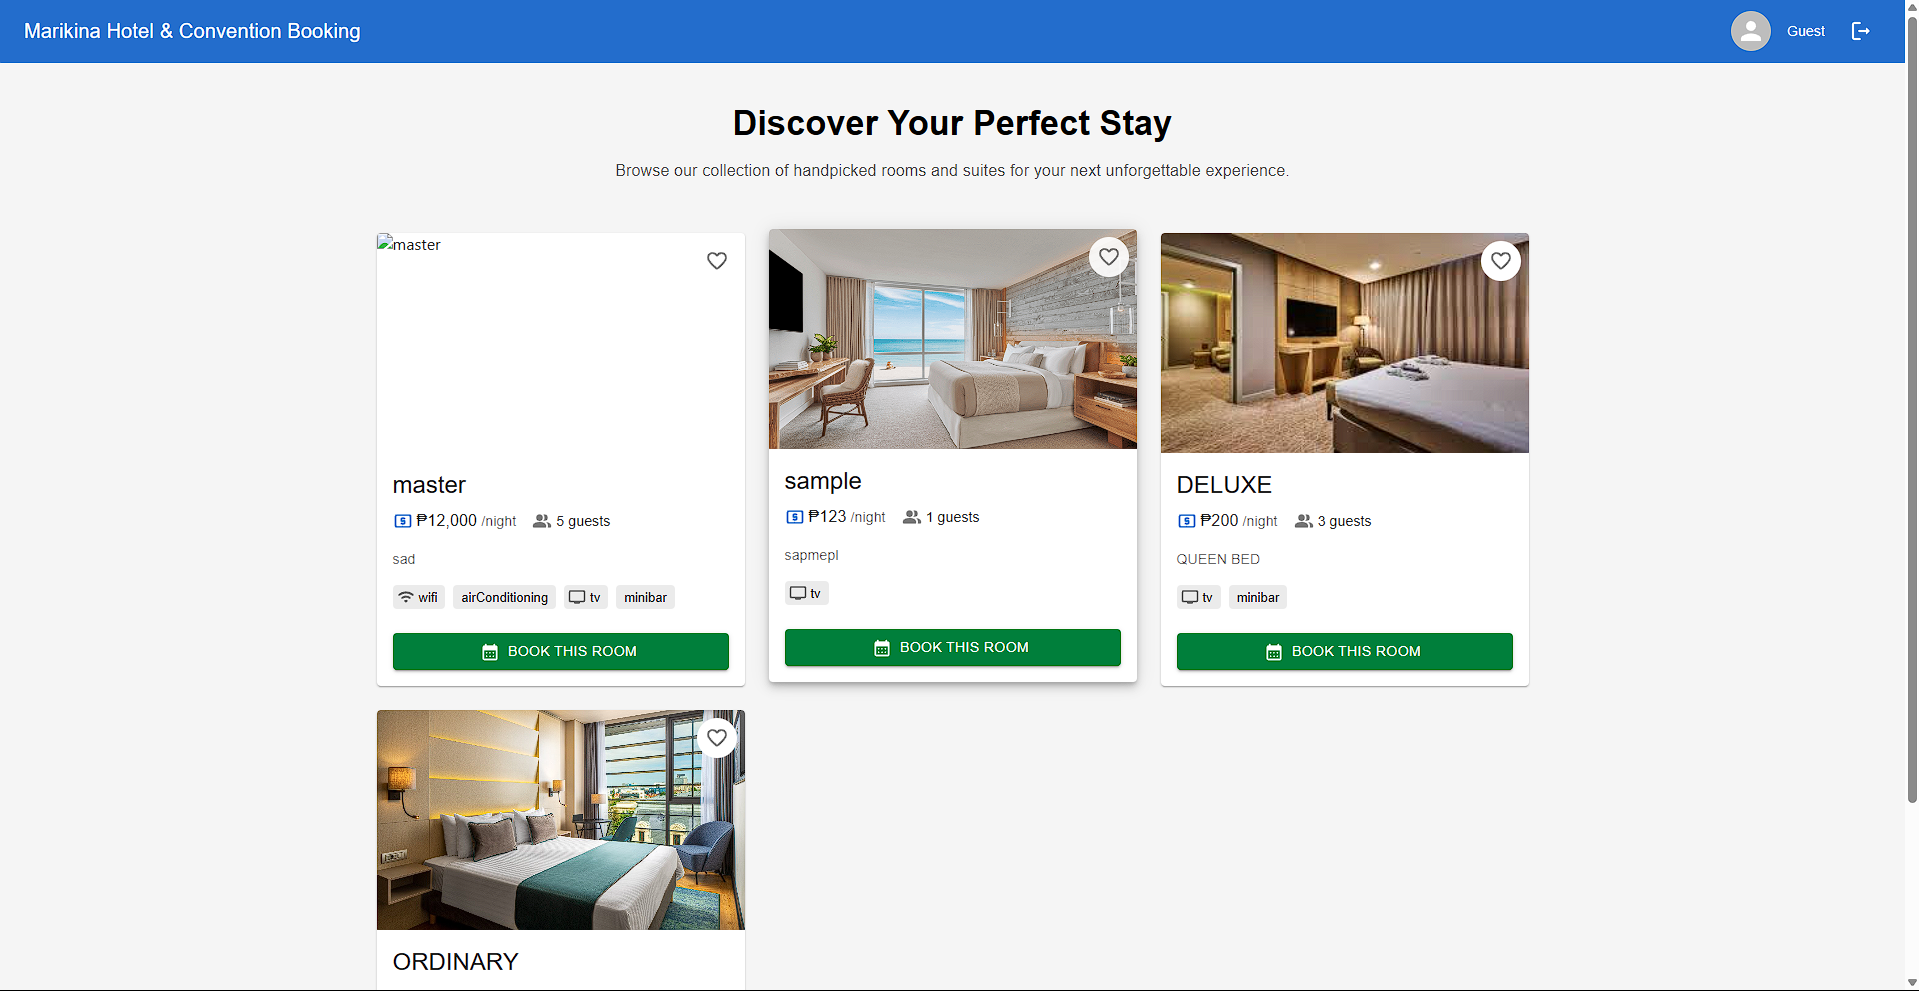 Marikina Hotel & Convention Booking
Guest
Discover Your Perfect Stay
Browse our collection of handpicked rooms and suites for your next unforgettable experience.
master
master
₱12,000 /night 5 guests
sad
wifi airConditioning tv minibar
BOOK THIS ROOM
sample
₱123 /night 1 guests
sapmepl
tv
BOOK THIS ROOM
DELUXE
₱200 /night 3 guests
QUEEN BED
tv minibar
BOOK THIS ROOM
ORDINARY